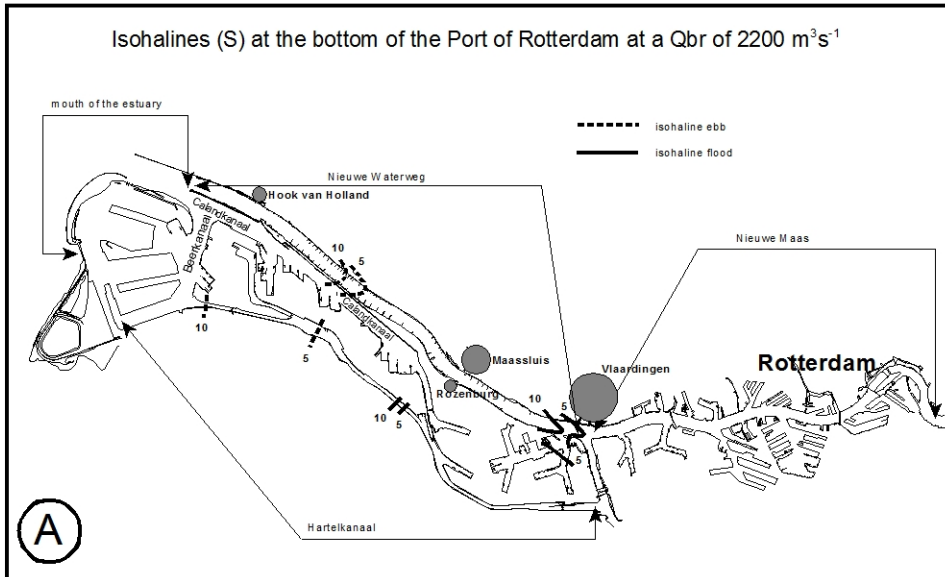 Isohalines (S) at the bottom of the Port of Rotterdam at a Qbr of 2200 m³s⁻¹
mouth of the estuary
isohaline ebb
isohaline flood
Nieuwe Waterweg
Hook van Holland
Nieuwe Maas
Calandkanaal
Beerkanaal
10
5
Calandkanaal
10
5
Maassluis
Rotterdam
Vlaardingen
Rozenburg
10
5
10
5
5
Hartelkanaal
A